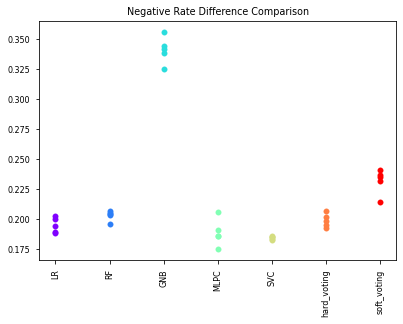 Negative Rate Difference Comparison
0.350
0.325
0.300
0.275
0.250
0.225
0.200
0.175
LR
RF
GNB
MLPC
SVC
hard_voting
soft_voting